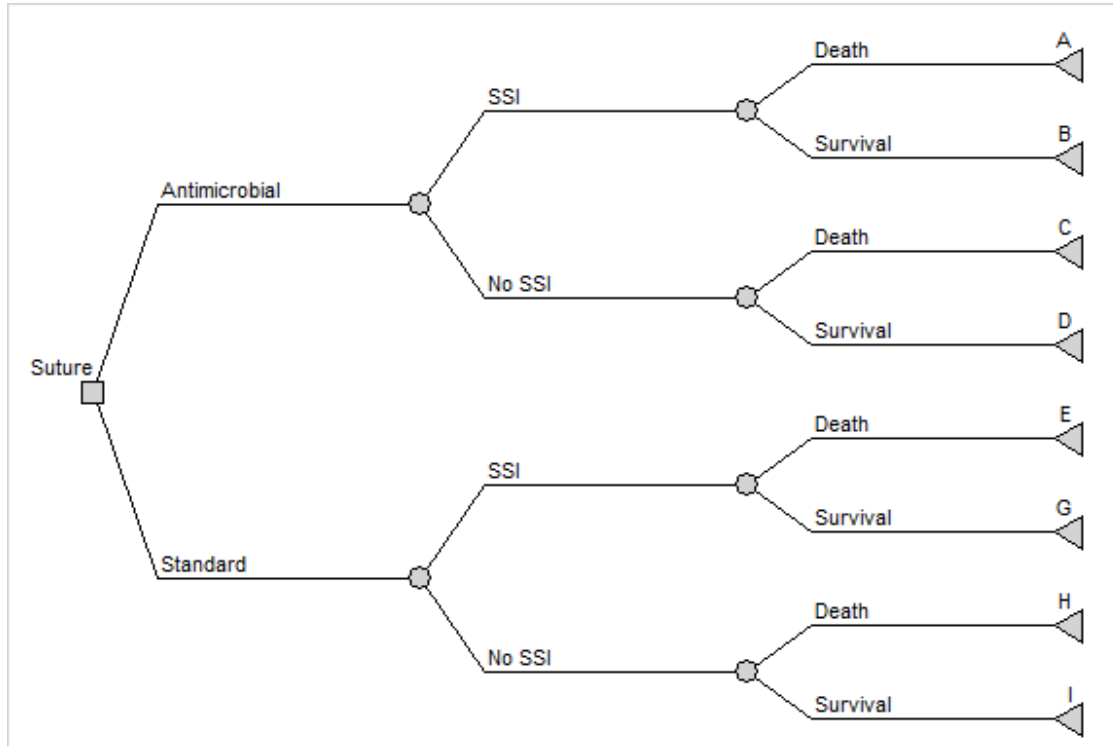 Death
A
SSI
Survival
B
Antimicrobial
Death
C
No SSI
Survival
D
Suture
Death
E
SSI
Survival
G
Standard
Death
H
No SSI
Survival
I